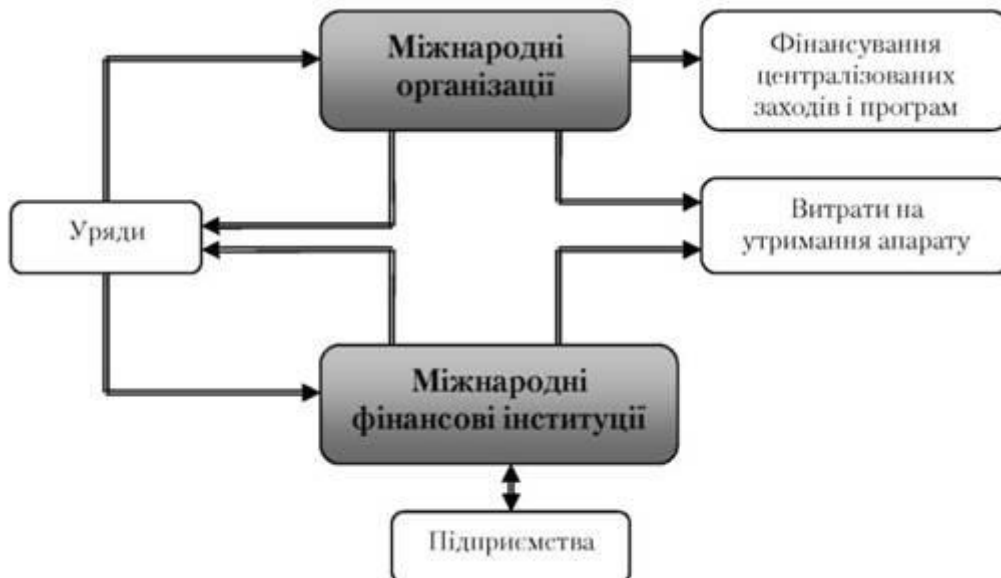 Міжнародні
організації
Фінансування
централізованих
заходів і програм
Уряди
Витрати на
утримання апарату
Міжнародні
фінансові інституції
Підприємства